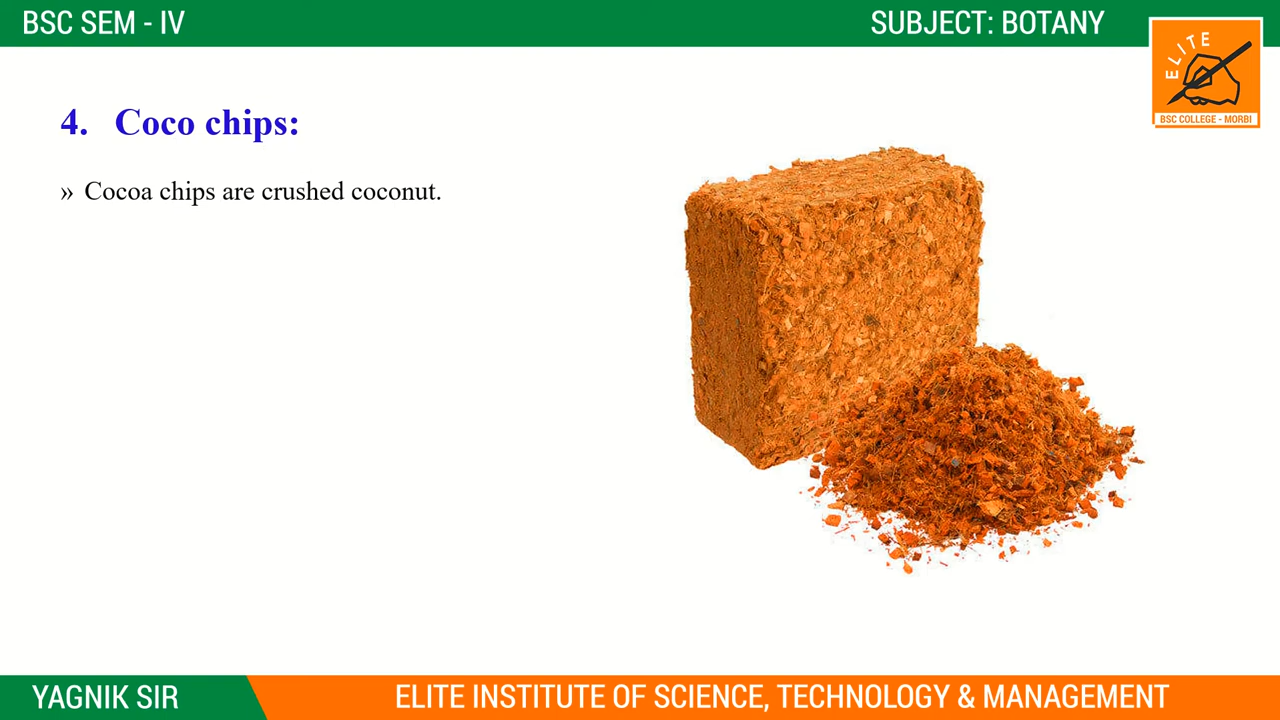 BSC SEM - IV
SUBJECT: BOTANY
ELITE
BSC COLLEGE - MORBI
4. Coco chips:
» Cocoa chips are crushed coconut.
YAGNIK SIR
ELITE INSTITUTE OF SCIENCE, TECHNOLOGY & MANAGEMENT